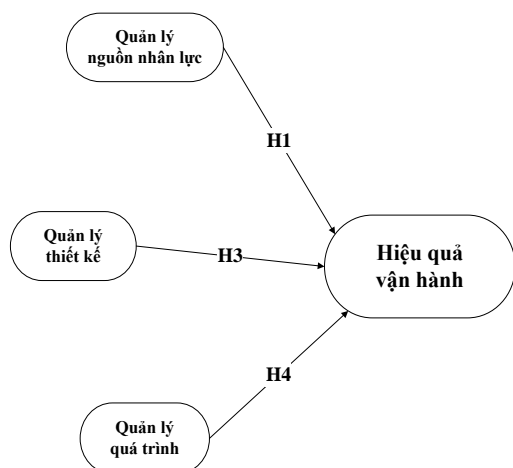 Quản lý
nguồn nhân lực
H1
Quản lý
thiết kế
H3
Hiệu quả
vận hành
H4
Quản lý
quá trình